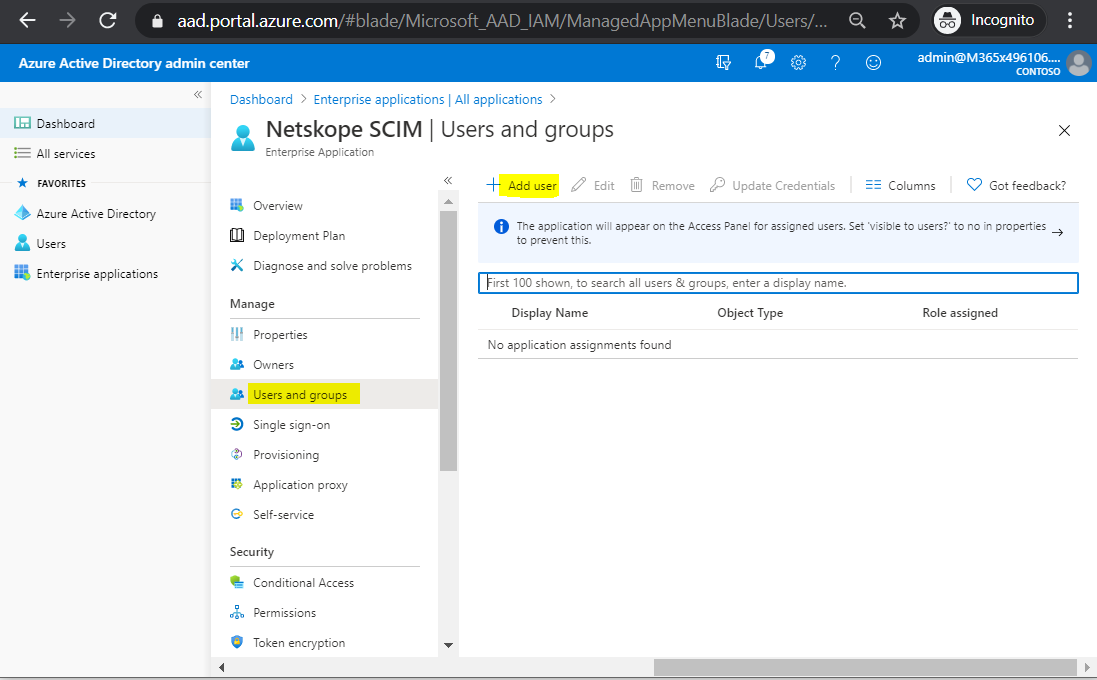 aad.portal.azure.com/#blade/Microsoft_AAD_IAM/ManagedAppMenuBlade/Users/...
Incognito
Azure Active Directory admin center
7
admin@M365x496106....
CONTOSO
Dashboard
All services
FAVORITES
Azure Active Directory
Users
Enterprise applications
Dashboard > Enterprise applications | All applications >
Netskope SCIM | Users and groups
Enterprise Application
Overview
Deployment Plan
Diagnose and solve problems
Manage
Properties
Owners
Users and groups
Single sign-on
Provisioning
Application proxy
Self-service
Security
Conditional Access
Permissions
Token encryption
Add user
Edit
Remove
Update Credentials
Columns
Got feedback?
The application will appear on the Access Panel for assigned users. Set 'visible to users?' to no in properties
to prevent this.
First 100 shown, to search all users & groups, enter a display name.
Display Name Object Type Role assigned
No application assignments found